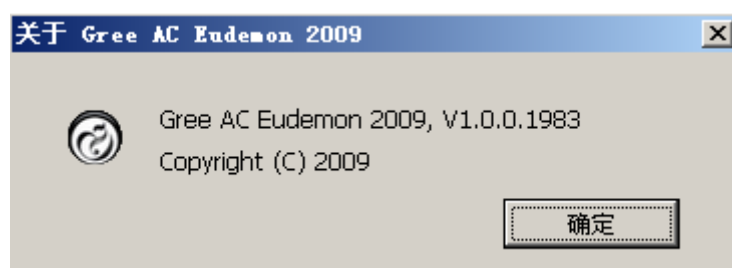 关于 Gree AC Eudemon 2009
Gree AC Eudemon 2009, V1.0.0.1983
Copyright (C) 2009
确定